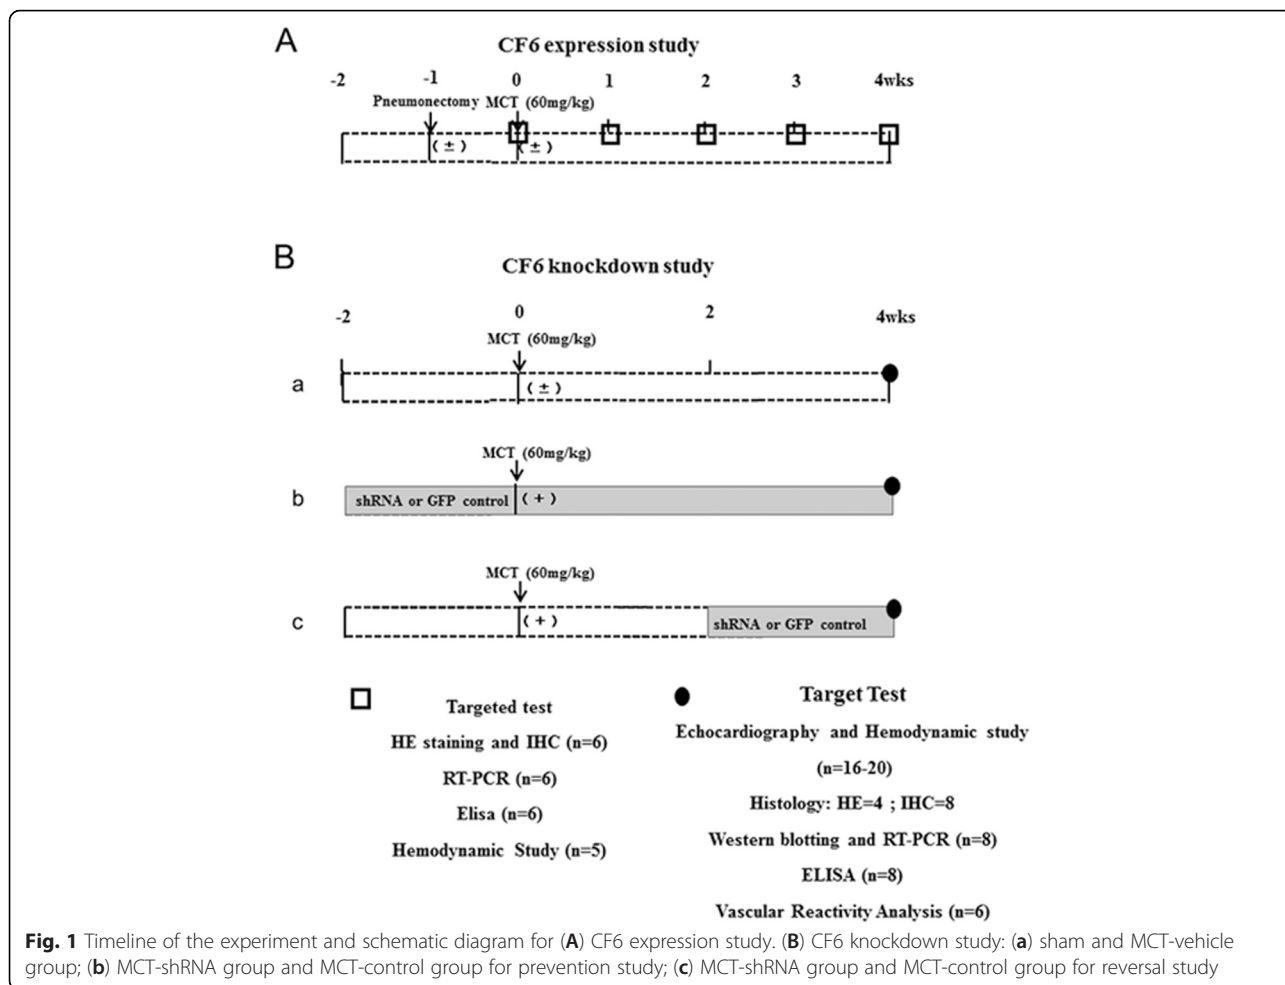 A
CF6 expression study
-2 -1 0 1 2 3 4wks
Pneumonectomy MCT (60mg/kg)
( ± ) ( ± )
B
CF6 knockdown study
-2 0 2 4wks
MCT (60mg/kg)
a
( ± )
MCT (60mg/kg)
b
shRNA or GFP control ( + )
MCT (60mg/kg)
c
( + ) shRNA or GFP control
Targeted test
HE staining and IHC (n=6)
RT-PCR (n=6)
Elisa (n=6)
Hemodynamic Study (n=5)
Target Test
Echocardiography and Hemodynamic study
(n=16-20)
Histology: HE=4 ; IHC=8
Western blotting and RT-PCR (n=8)
ELISA (n=8)
Vascular Reactivity Analysis (n=6)
Fig. 1 Timeline of the experiment and schematic diagram for (A) CF6 expression study. (B) CF6 knockdown study: (a) sham and MCT-vehicle
group; (b) MCT-shRNA group and MCT-control group for prevention study; (c) MCT-shRNA group and MCT-control group for reversal study